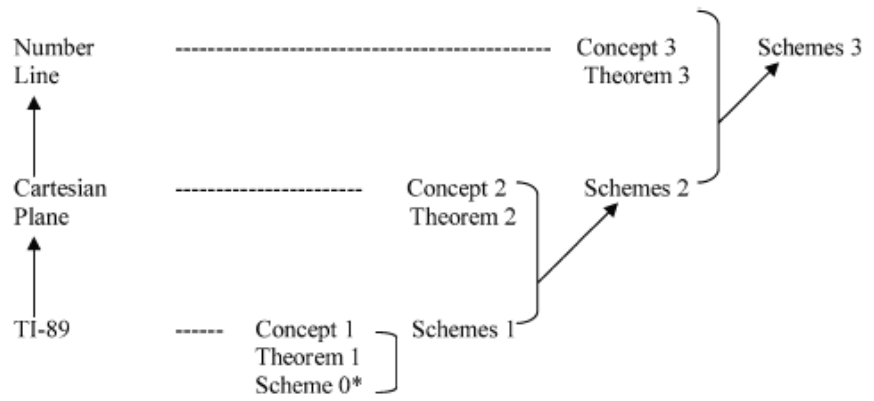 Number Line
Concept 3
Theorem 3
Schemes 3
Cartesian Plane
Concept 2
Theorem 2
Schemes 2
TI-89
Concept 1
Theorem 1
Scheme 0*
Schemes 1